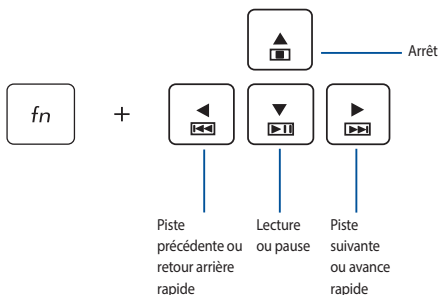 Arrêt
fn
+
Piste
précédente ou
retour arrière
rapide
Lecture
ou pause
Piste
suivante
ou avance
rapide